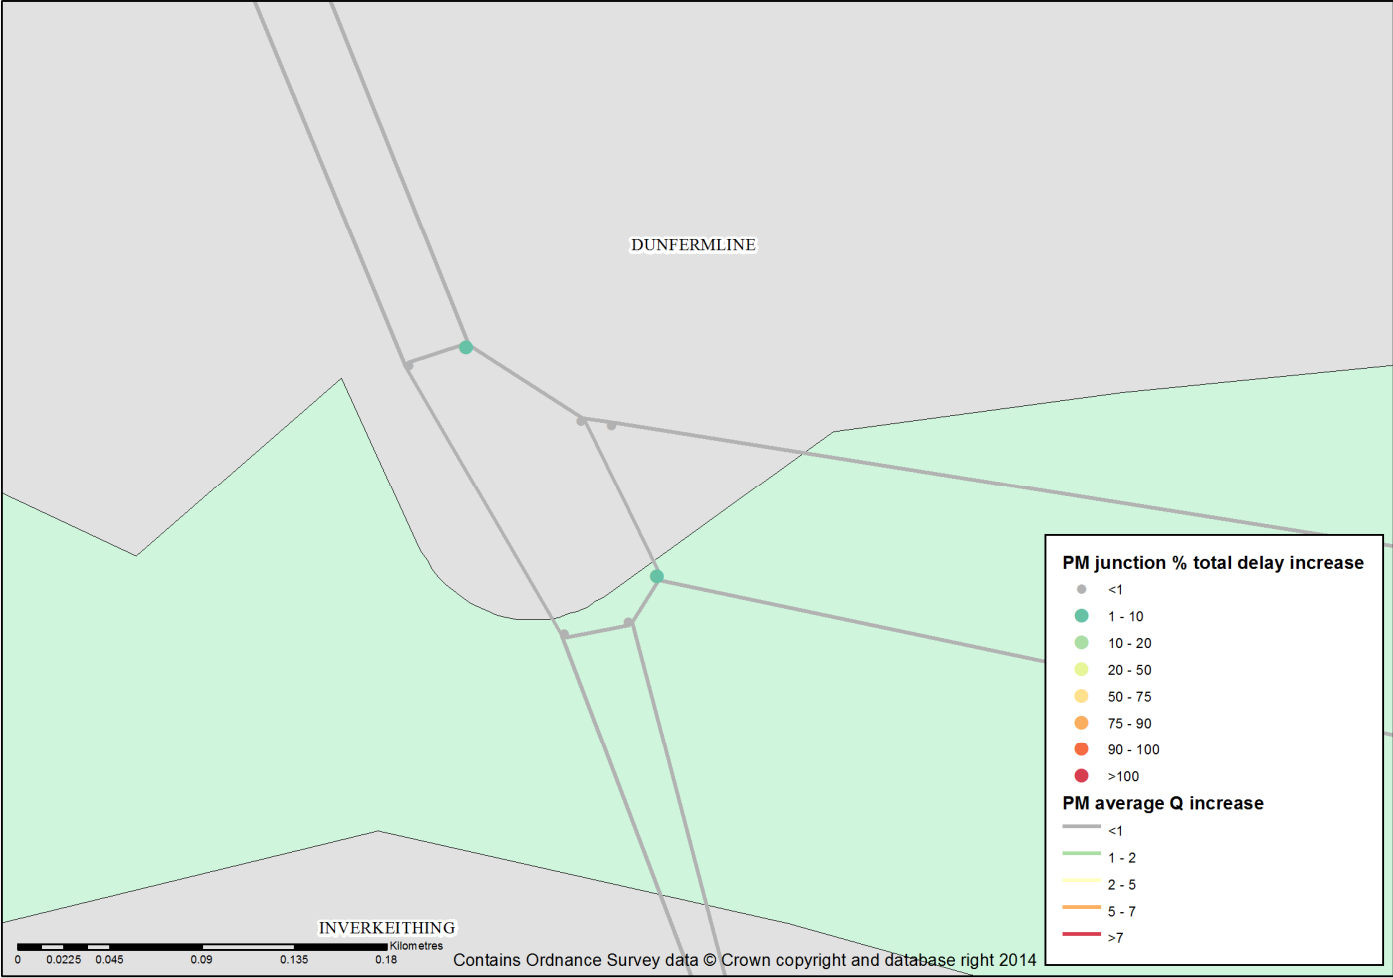 DUNFERMLINE
PM junction % total delay increase
<1
1 - 10
10 - 20
20 - 50
50 - 75
75 - 90
90 - 100
>100
PM average Q increase
<1
1 - 2
2 - 5
5 - 7
>7
INVERKEITHING
Kilometres
0 0.0225 0.045 0.09 0.135 0.18
Contains Ordnance Survey data © Crown copyright and database right 2014